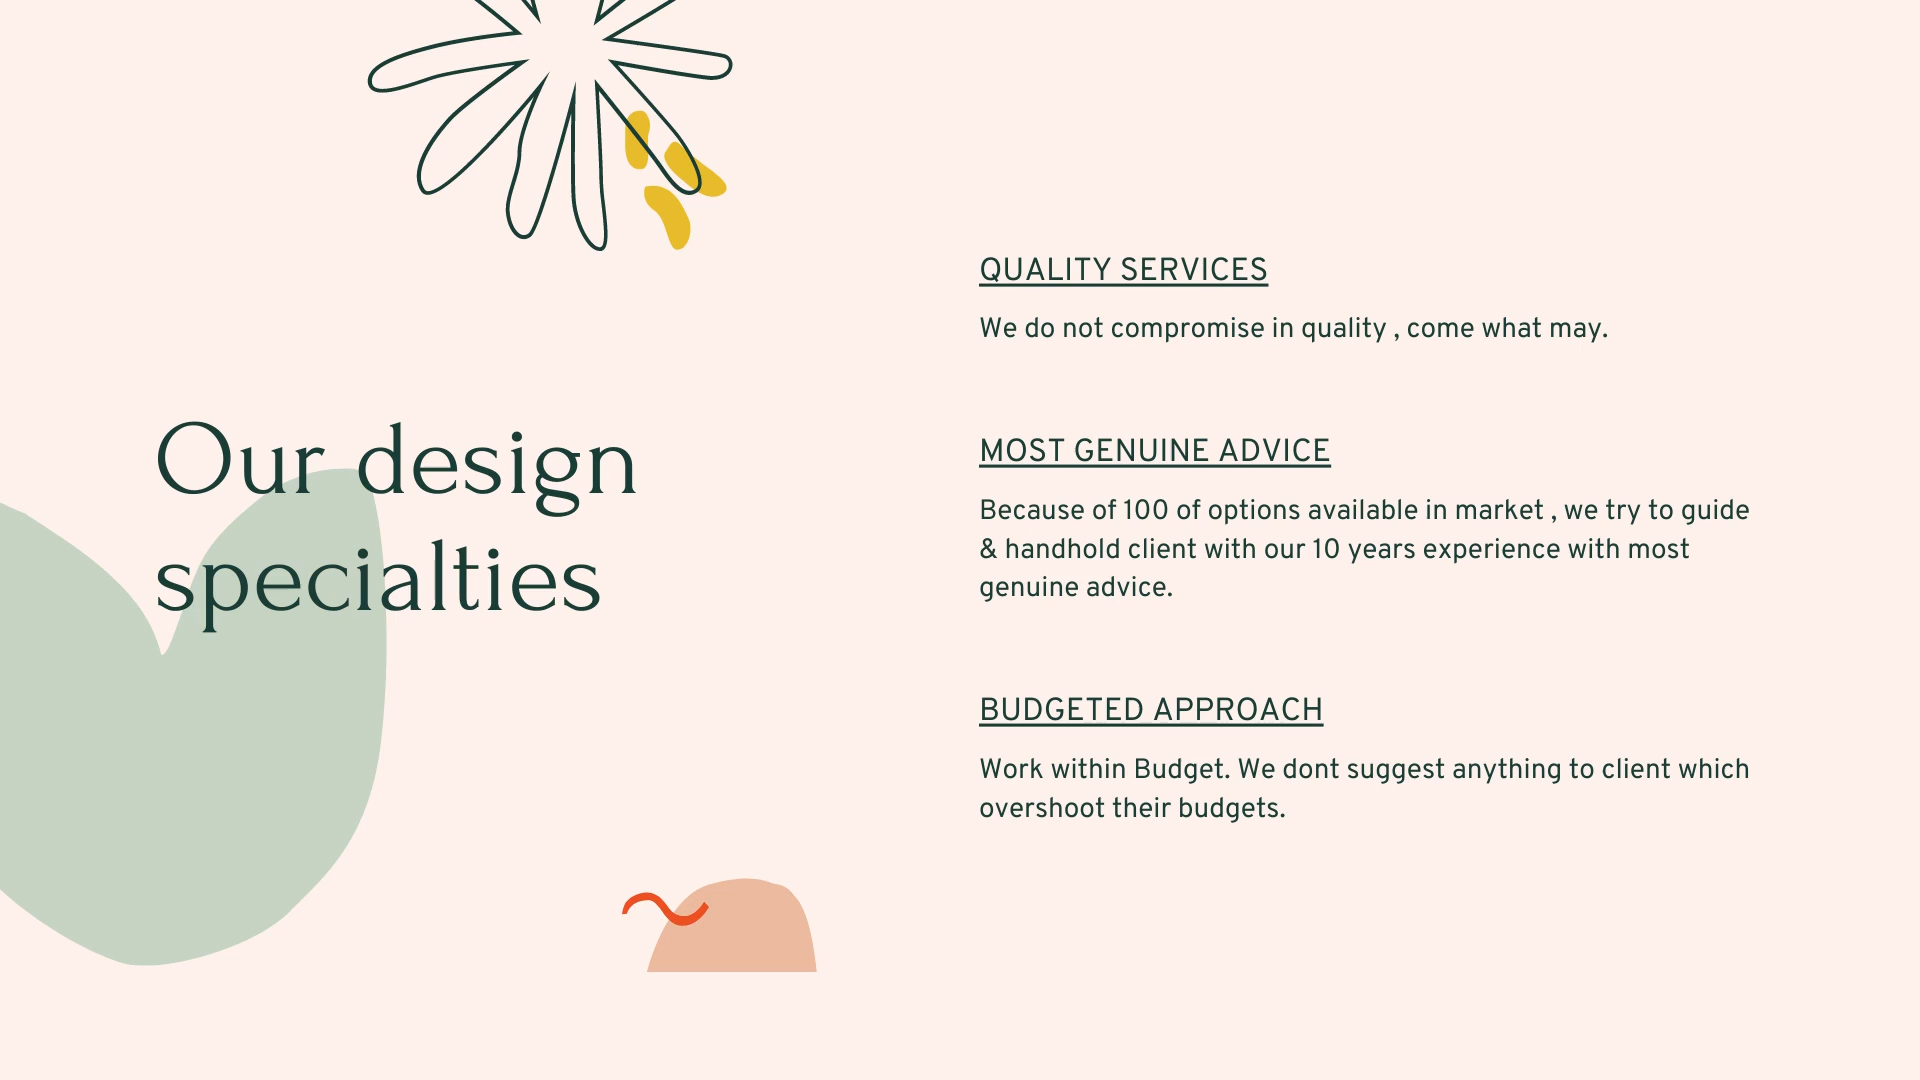 Our design
specialties
QUALITY SERVICES
We do not compromise in quality , come what may.
MOST GENUINE ADVICE
Because of 100 of options available in market , we try to guide
& handhold client with our 10 years experience with most
genuine advice.
BUDGETED APPROACH
Work within Budget. We dont suggest anything to client which
overshoot their budgets.